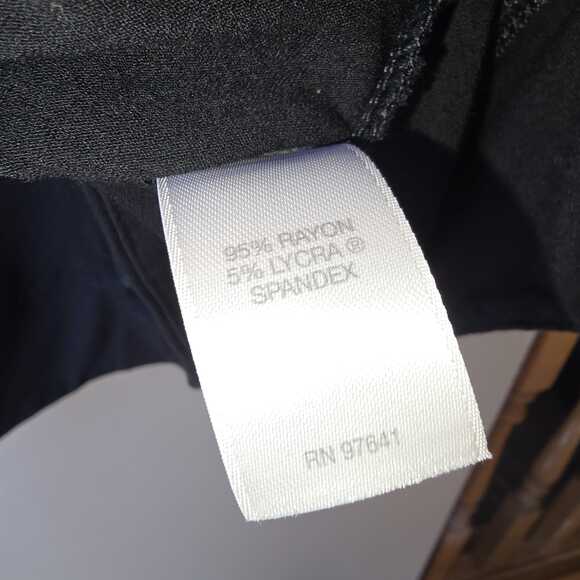 95% RAYON
5% LYCRA ®
SPANDEX
RN 97641